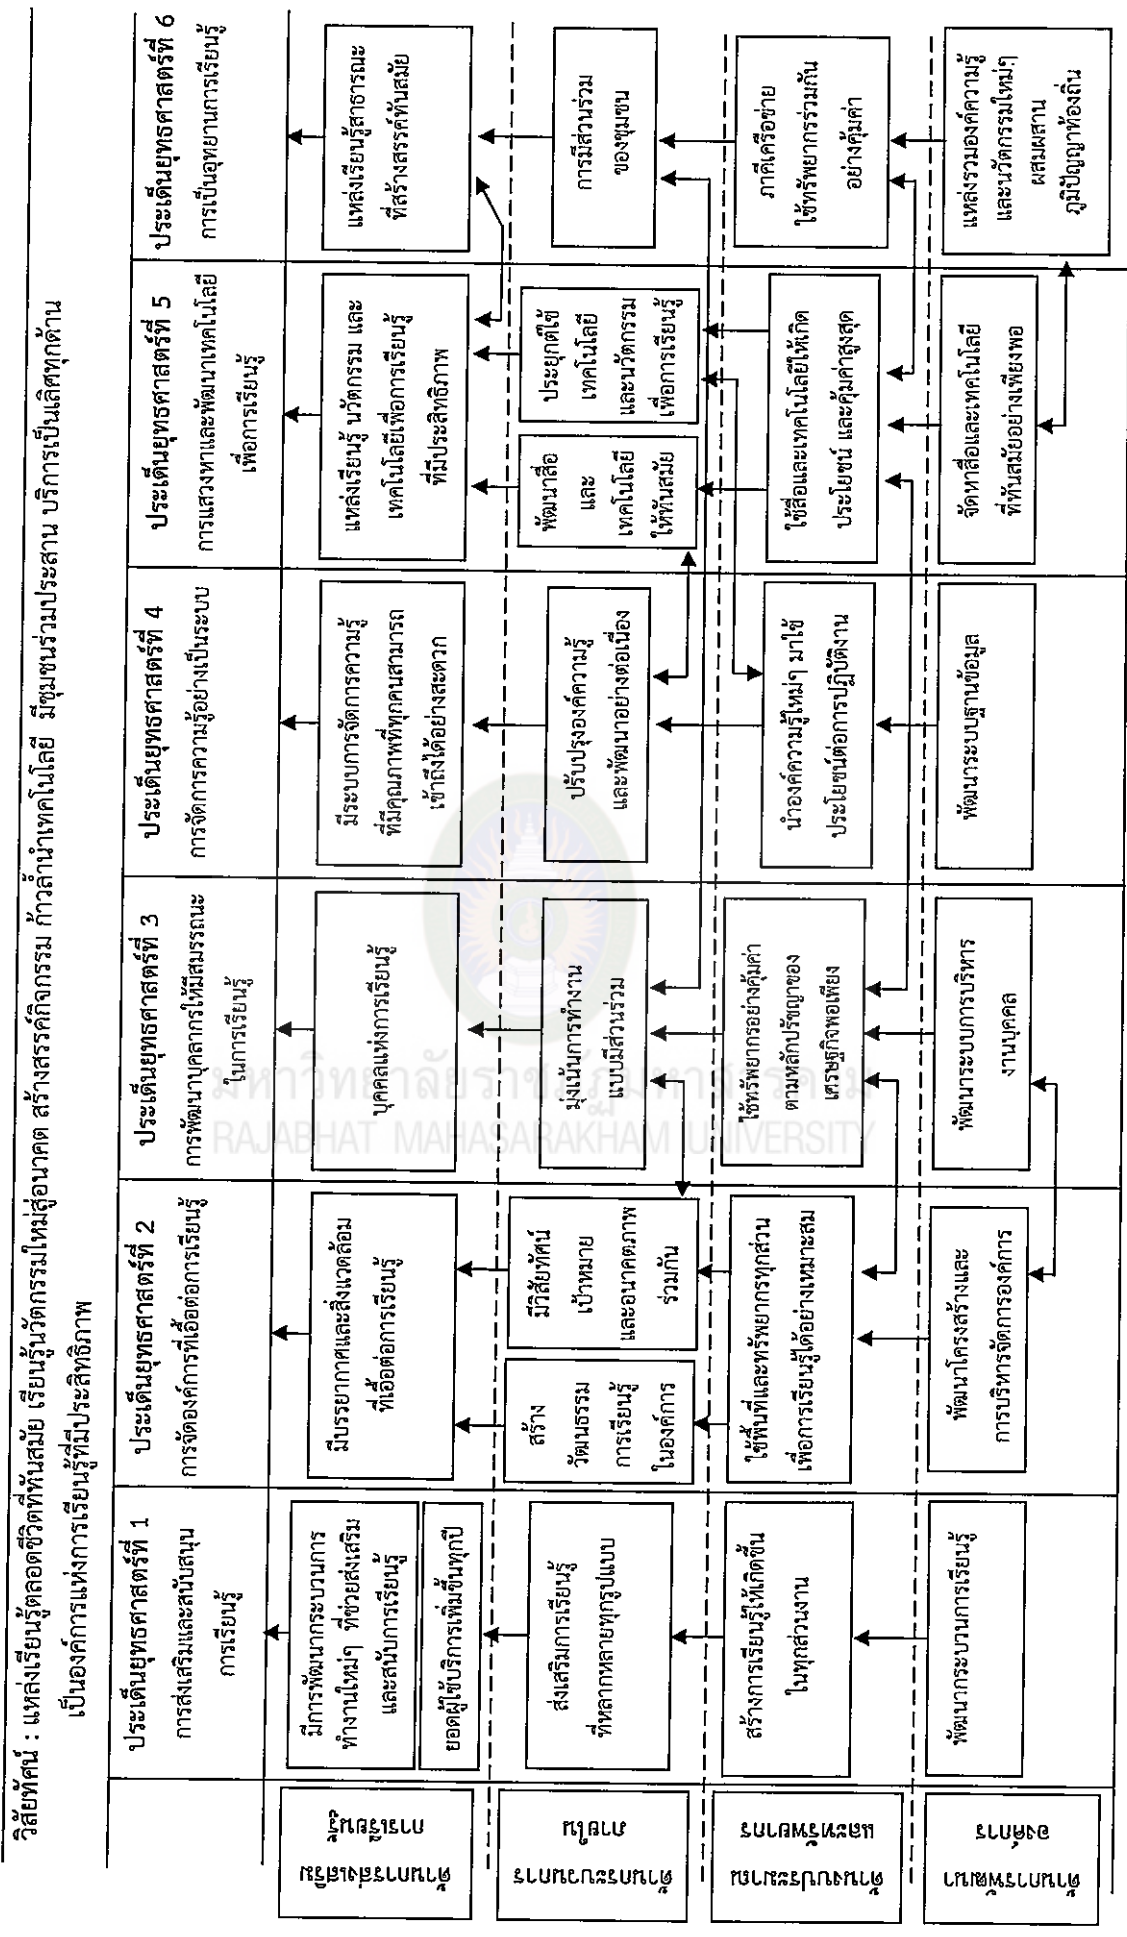 วิสัยทัศน์ : แหล่งเรียนรู้ตลอดชีวิตที่ทันสมัย เรียนรู้นวัตกรรมใหม่สู่อนาคต สร้างสรรค์กิจกรรม ก้าวล้ำนำเทคโนโลยี มีชุมชนร่วมประสาน บริการเป็นเลิศทุกด้าน
เป็นองค์การแห่งการเรียนรู้ที่มีประสิทธิภาพ
ประเด็นยุทธศาสตร์ที่ 1
การส่งเสริมและสนับสนุน
การเรียนรู้
ประเด็นยุทธศาสตร์ที่ 2
การจัดองค์การที่เอื้อต่อการเรียนรู้
ประเด็นยุทธศาสตร์ที่ 3
การพัฒนาบุคลากรให้มีสมรรถนะ
ในการเรียนรู้
ประเด็นยุทธศาสตร์ที่ 4
การจัดการความรู้อย่างเป็นระบบ
ประเด็นยุทธศาสตร์ที่ 5
การแสวงหาและพัฒนาเทคโนโลยี
เพื่อการเรียนรู้
ประเด็นยุทธศาสตร์ที่ 6
การเป็นอุทยานการเรียนรู้
ด้านการส่งเสริม
การเรียนรู้
มีการพัฒนากระบวนการ
ทำงานใหม่ๆ ที่ช่วยส่งเสริม
และสนับการเรียนรู้
ยอดผู้ใช้บริการเพิ่มขึ้นทุกปี
มีบรรยากาศและสิ่งแวดล้อม
ที่เอื้อต่อการเรียนรู้
บุคคลแห่งการเรียนรู้
มีระบบการจัดการความรู้
ที่มีคุณภาพที่ทุกคนสามารถ
เข้าถึงได้อย่างสะดวก
แหล่งเรียนรู้ นวัตกรรม และ
เทคโนโลยีเพื่อการเรียนรู้
ที่มีประสิทธิภาพ
แหล่งเรียนรู้สาธารณะ
ที่สร้างสรรค์ทันสมัย
ด้านกระบวนการ
ภายใน
ส่งเสริมการเรียนรู้
ที่หลากหลายทุกรูปแบบ
สร้าง
วัฒนธรรม
การเรียนรู้
ในองค์การ
มีวิสัยทัศน์
เป้าหมาย
และอนาคตภาพ
ร่วมกัน
มุ่งเน้นการทำงาน
แบบมีส่วนร่วม
ปรับปรุงองค์ความรู้
และพัฒนาอย่างต่อเนื่อง
พัฒนาสื่อ
และ
เทคโนโลยี
ให้ทันสมัย
ประยุกต์ใช้
เทคโนโลยี
และนวัตกรรม
เพื่อการเรียนรู้
การมีส่วนร่วม
ของชุมชน
ด้านงบประมาณ
และทรัพยากร
สร้างการเรียนรู้ให้เกิดขึ้น
ในทุกส่วนงาน
ใช้พื้นที่และทรัพยากรทุกส่วน
เพื่อการเรียนรู้ได้อย่างเหมาะสม
ใช้ทรัพยากรอย่างคุ้มค่า
ตามหลักปรัชญาของ
เศรษฐกิจพอเพียง
นำองค์ความรู้ใหม่ๆ มาใช้
ประโยชน์ต่อการปฏิบัติงาน
ใช้สื่อและเทคโนโลยีให้เกิด
ประโยชน์ และคุ้มค่าสูงสุด
ภาคีเครือข่าย
ใช้ทรัพยากรร่วมกัน
อย่างคุ้มค่า
ด้านการพัฒนา
องค์การ
พัฒนากระบวนการเรียนรู้
พัฒนาโครงสร้างและ
การบริหารจัดการองค์การ
พัฒนาระบบการบริหาร
งานบุคคล
พัฒนาระบบฐานข้อมูล
จัดหาสื่อและเทคโนโลยี
ที่ทันสมัยอย่างเพียงพอ
แหล่งรวมองค์ความรู้
และนวัตกรรมใหม่ๆ
ผสมผสาน
ภูมิปัญญาท้องถิ่น
มหาวิทยาลัยราชภัฏมหาสารคาม
RAJABHAT MAHASARAKHAM UNIVERSITY